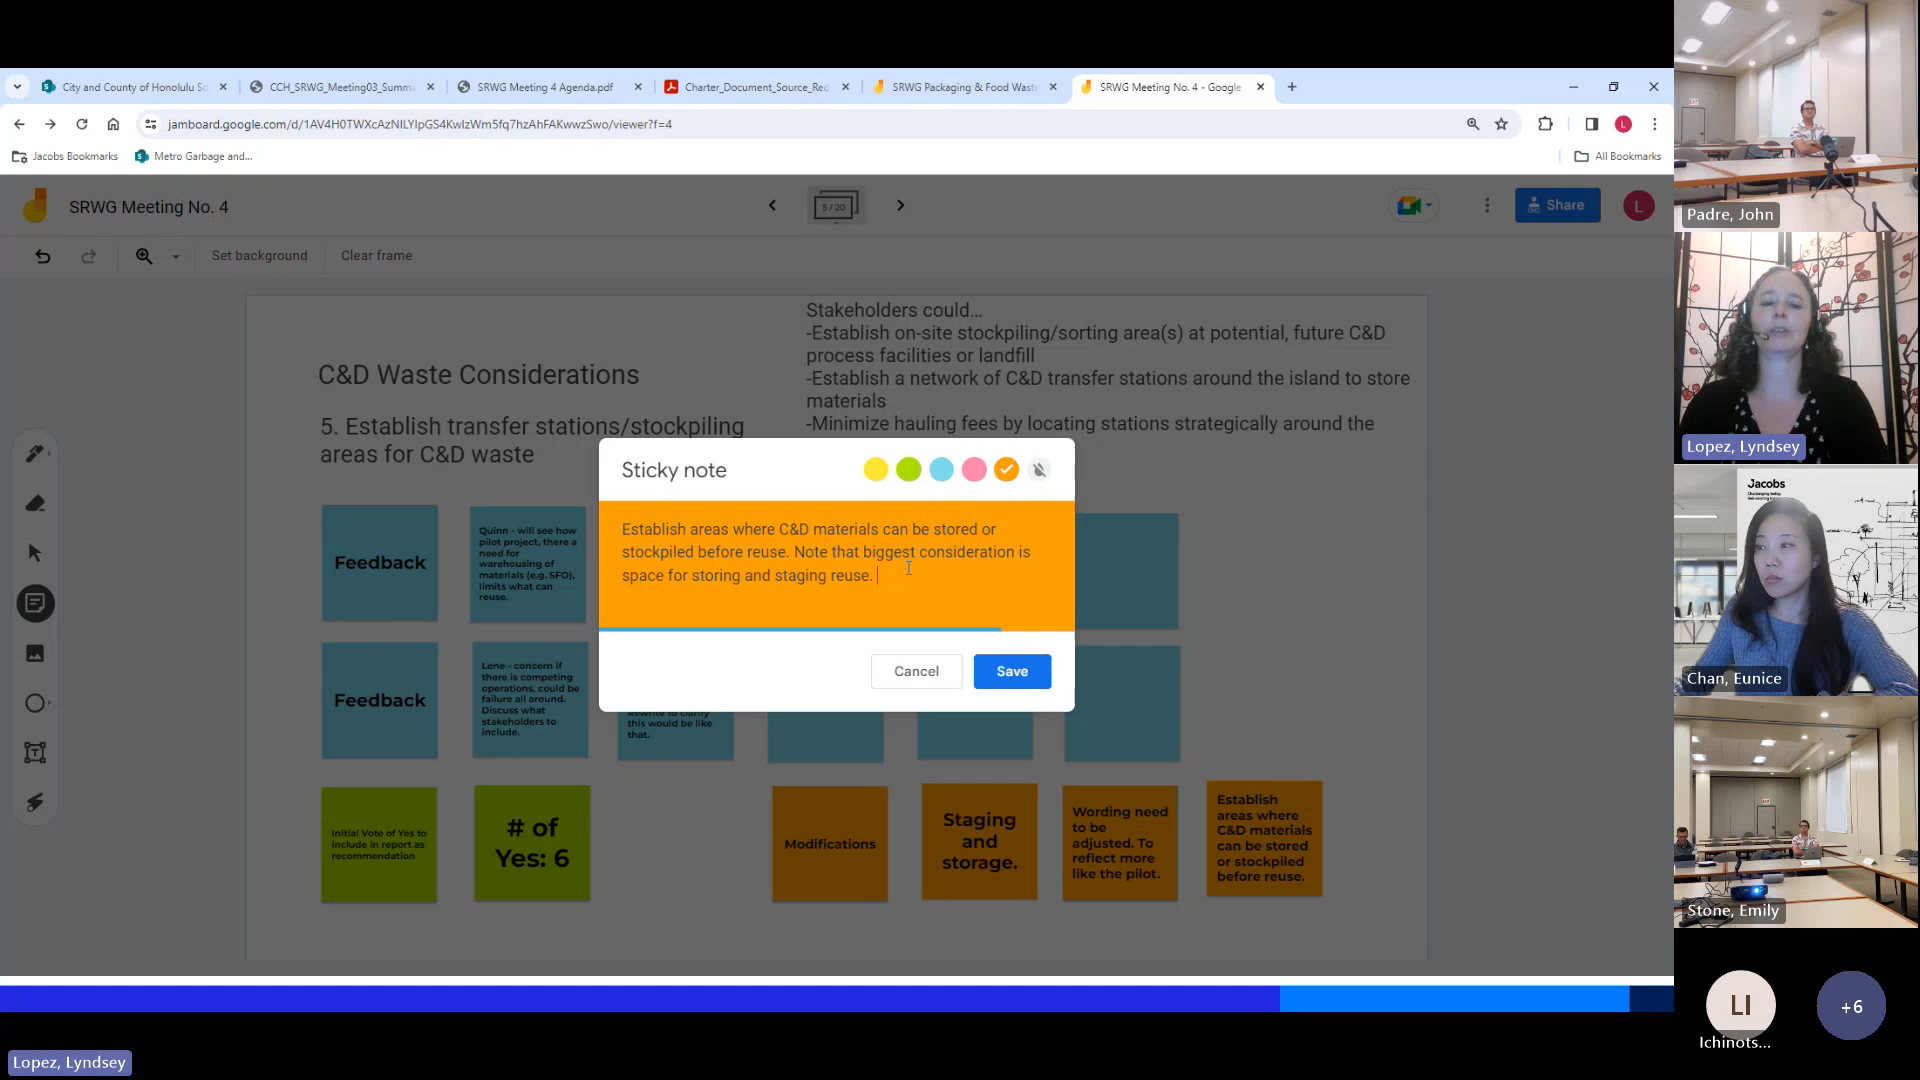 City and County of Honolulu So
CCH_SRWG_Meeting03_Summa
SRWG Meeting 4 Agenda.pdf
Charter_Document_Source_Red
SRWG Packaging & Food Waste
SRWG Meeting No. 4 - Google
jamboard.google.com/d/1AV4H0TWXcAzNILYIpGS4KwIzWm5fq7hzAhFAKwwzSwo/viewer?f=4
L
Jacobs Bookmarks
Metro Garbage and...
All Bookmarks
SRWG Meeting No. 4
5 / 20
Share
L
Set background
Clear frame
Stakeholders could...
-Establish on-site stockpiling/sorting area(s) at potential, future C&D
process facilities or landfill
-Establish a network of C&D transfer stations around the island to store
materials
-Minimize hauling fees by locating stations strategically around the
C&D Waste Considerations
5. Establish transfer stations/stockpiling
areas for C&D waste
Sticky note
Establish areas where C&D materials can be stored or
stockpiled before reuse. Note that biggest consideration is
space for storing and staging reuse.
Cancel
Save
Feedback
Quinn - will see how
pilot project, there a
need for
warehousing of
materials (e.g. SFO),
limits what can
reuse.
Feedback
Lene - concern if
there is competing
operations, could be
failure all around.
Discuss what
stakeholders to
include.
Rewrite to clarify
this would be like
that.
Initial Vote of Yes to
include in report as
recommendation
# of
Yes: 6
Modifications
Staging
and
storage.
Wording need
to be
adjusted. To
reflect more
like the pilot.
Establish
areas where
C&D materials
can be stored
or stockpiled
before reuse.
Padre, John
Lopez, Lyndsey
Jacobs
Chan, Eunice
Stone, Emily
LI
+6
Ichinots...
Lopez, Lyndsey